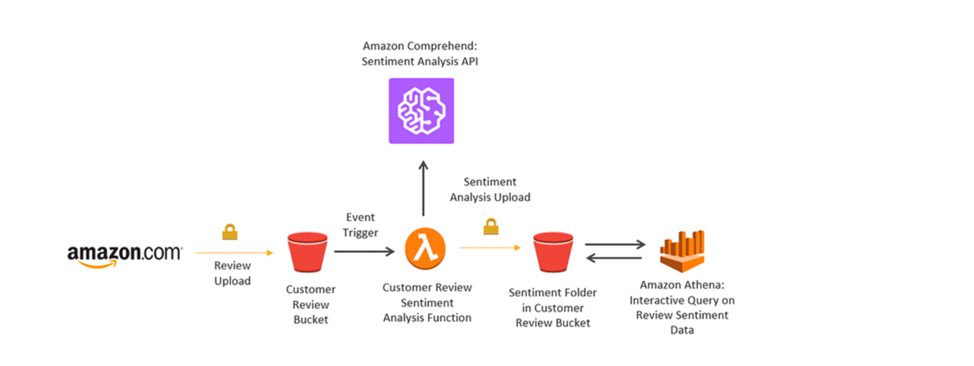 Amazon Comprehend:
Sentiment Analysis API
Sentiment
Analysis Upload
Event
Trigger
amazon.com
Review
Upload
Customer
Review
Bucket
λ
Customer Review
Sentiment
Analysis Function
Sentiment Folder
in Customer
Review Bucket
Amazon Athena:
Interactive Query on
Review Sentiment
Data